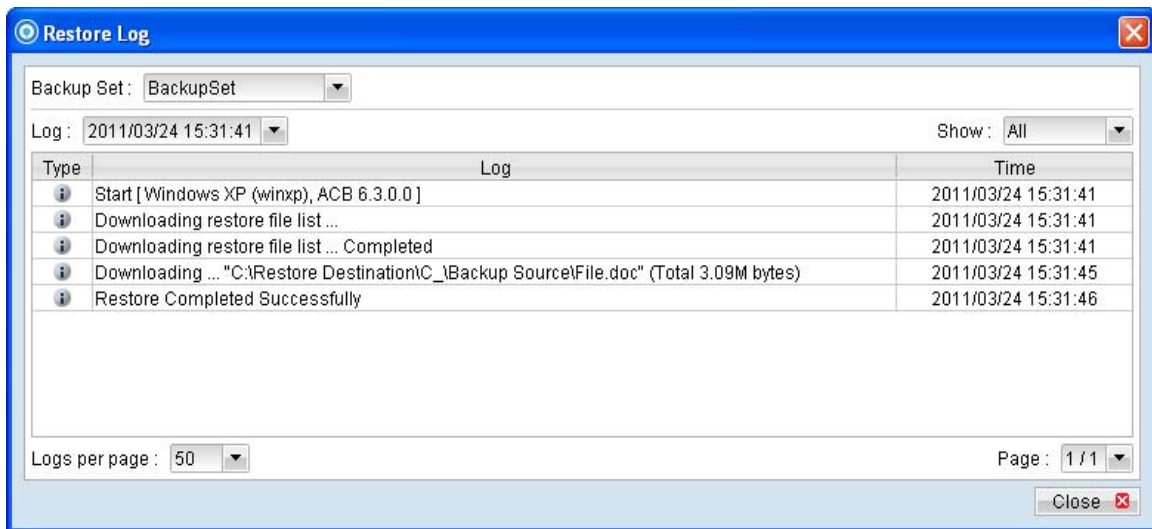 Restore Log
Backup Set : BackupSet
Log : 2011/03/24 15:31:41 Show : All
Type Log Time
Start [ Windows XP (winxp), ACB 6.3.0.0 ] 2011/03/24 15:31:41
Downloading restore file list ... 2011/03/24 15:31:41
Downloading restore file list ... Completed 2011/03/24 15:31:41
Downloading ... "C:\Restore Destination\C_\Backup Source\File.doc" (Total 3.09M bytes) 2011/03/24 15:31:45
Restore Completed Successfully 2011/03/24 15:31:46
Logs per page : 50 Page : 1 / 1
Close